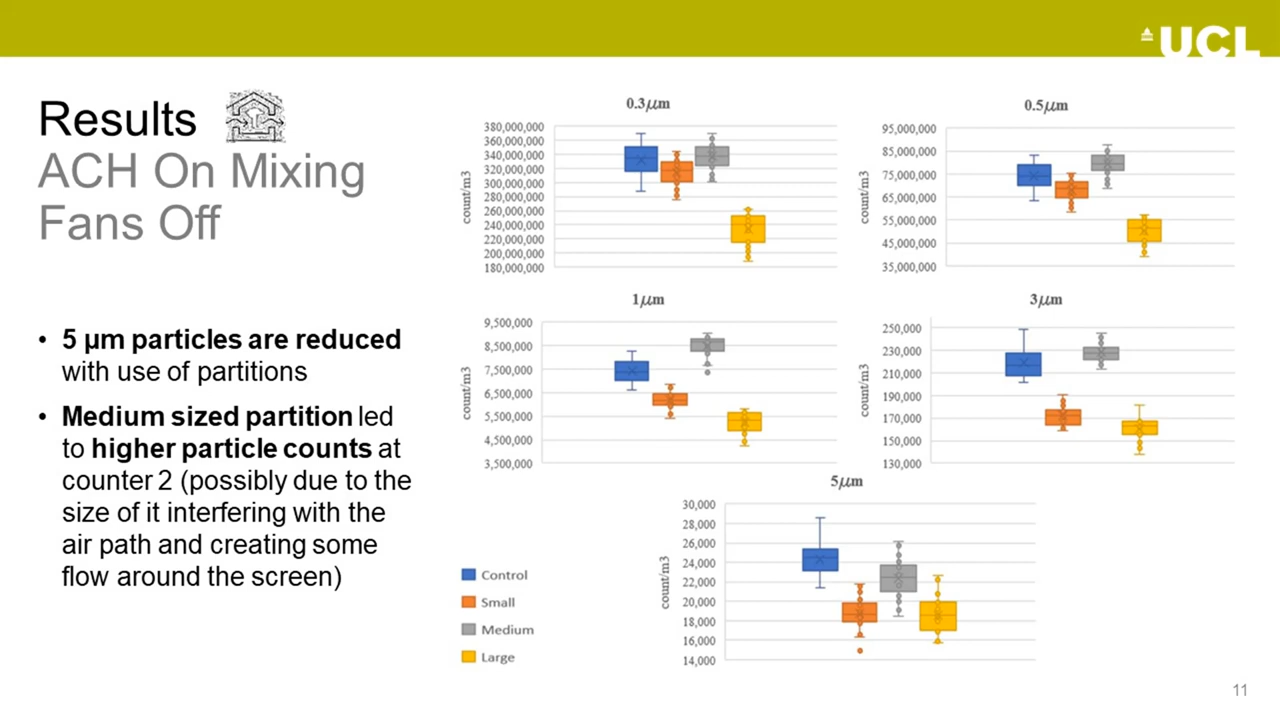 UCL
Results
ACH On Mixing
Fans Off
• 5 µm particles are reduced
with use of partitions
• Medium sized partition led
to higher particle counts at
counter 2 (possibly due to the
size of it interfering with the
air path and creating some
flow around the screen)
0.3μm
380,000,000
360,000,000
340,000,000
320,000,000
300,000,000
280,000,000
260,000,000
240,000,000
220,000,000
200,000,000
180,000,000
count/m3
0.5μm
95,000,000
85,000,000
75,000,000
65,000,000
55,000,000
45,000,000
35,000,000
count/m3
1μm
9,500,000
8,500,000
7,500,000
6,500,000
5,500,000
4,500,000
3,500,000
count/m3
3μm
250,000
230,000
210,000
190,000
170,000
150,000
130,000
count/m3
5μm
30,000
28,000
26,000
24,000
22,000
20,000
18,000
16,000
14,000
count/m3
Control
Small
Medium
Large
11